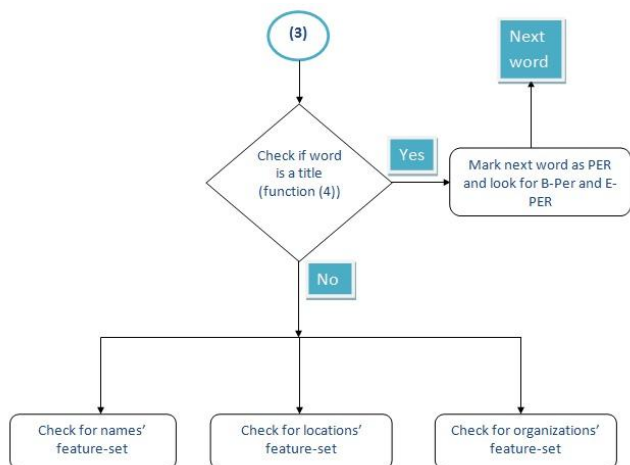 (3)
Next
word
Check if word
is a title
(function (4))
Yes
Mark next word as PER
and look for B-Per and E-
PER
No
Check for names'
feature-set
Check for locations'
feature-set
Check for organizations'
feature-set